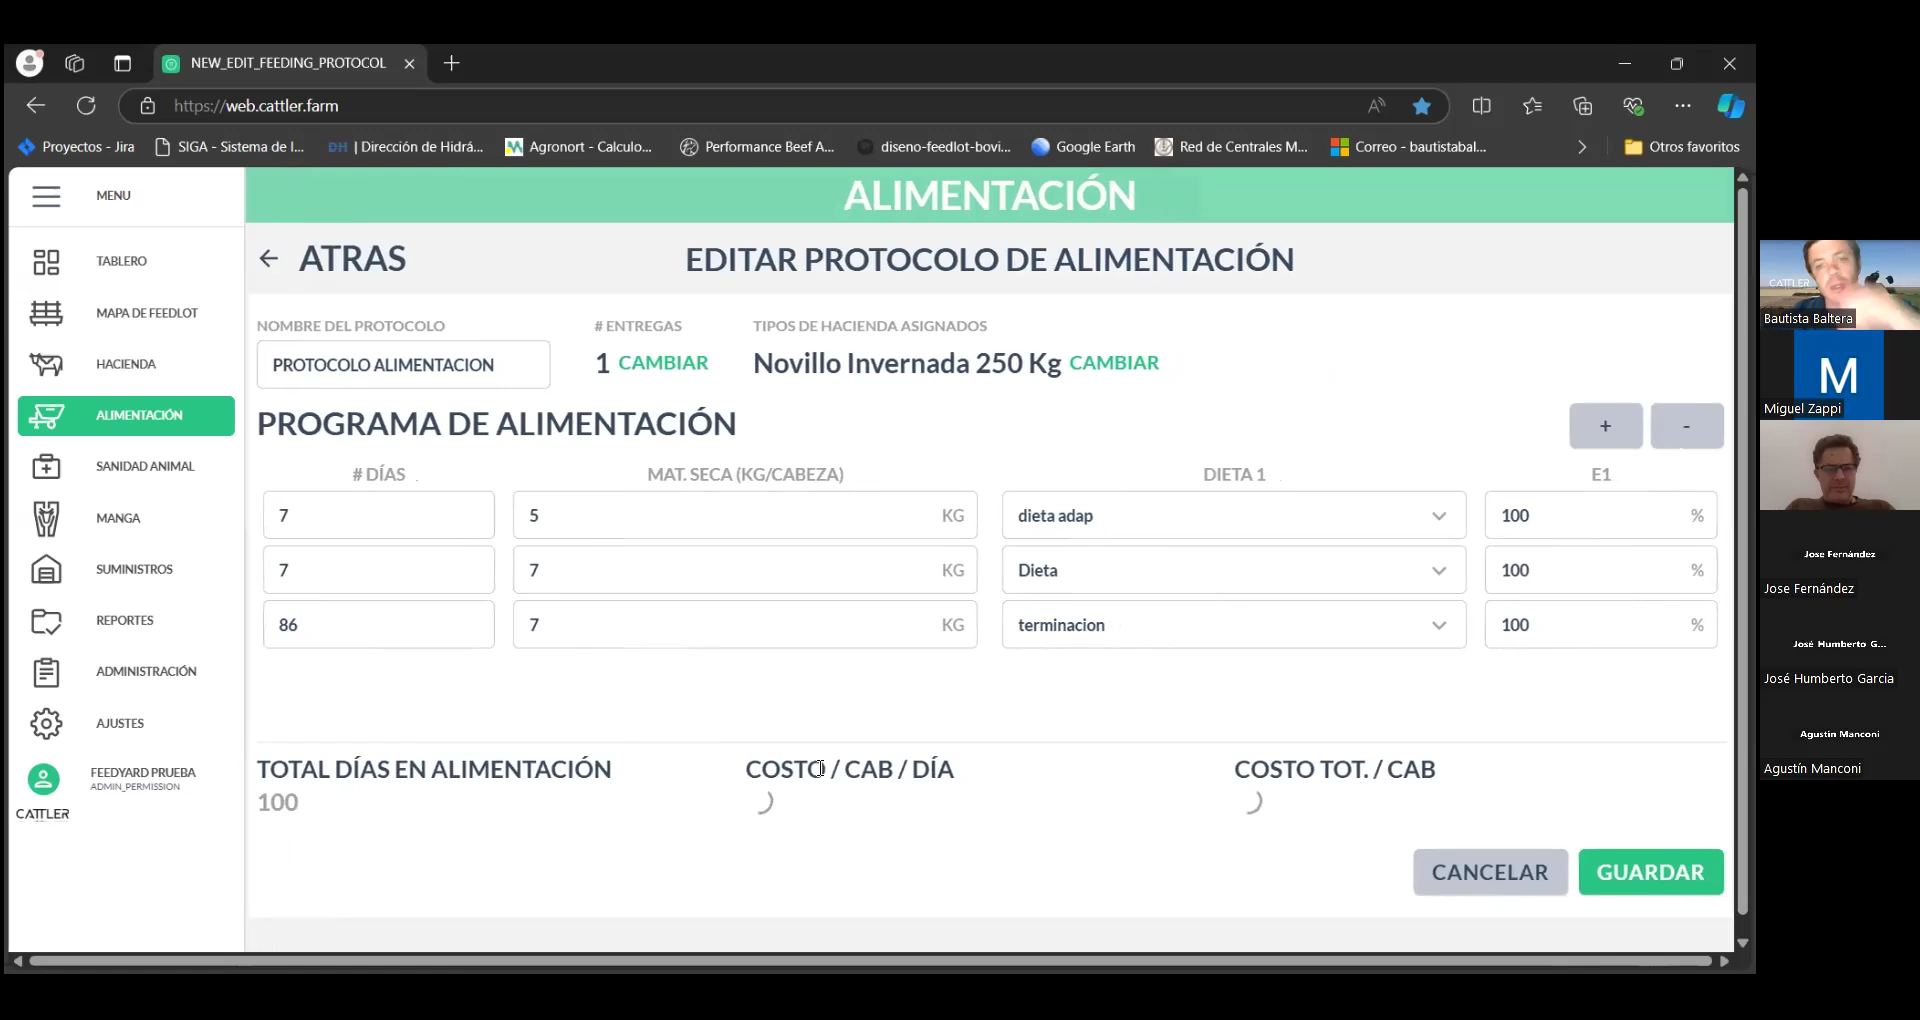 NEW_EDIT_FEEDING_PROTOCOL
https://web.cattler.farm
Proyectos - Jira
SIGA - Sistema de I...
DH | Dirección de Hidrá...
Agronort - Calculo...
Performance Beef A...
diseno-feedlot-bovi...
Google Earth
Red de Centrales M...
Correo - bautistabal...
Otros favoritos
MENU
TABLERO
MAPA DE FEEDLOT
HACIENDA
ALIMENTACIÓN
SANIDAD ANIMAL
MANGA
SUMINISTROS
REPORTES
ADMINISTRACIÓN
AJUSTES
FEEDYARD PRUEBA
ADMIN_PERMISSION
CATTLER
ALIMENTACIÓN
← ATRAS
EDITAR PROTOCOLO DE ALIMENTACIÓN
NOMBRE DEL PROTOCOLO
PROTOCOLO ALIMENTACION
# ENTREGAS
1 CAMBIAR
TIPOS DE HACIENDA ASIGNADOS
Novillo Invernada 250 Kg CAMBIAR
PROGRAMA DE ALIMENTACIÓN
+ -
# DÍAS MAT. SECA (KG/CABEZA) DIETA 1 E1
7 5 KG dieta adap 100 %
7 7 KG Dieta 100 %
86 7 KG terminacion 100 %
TOTAL DÍAS EN ALIMENTACIÓN
100
COSTO / CAB / DÍA
COSTO TOT. / CAB
CANCELAR GUARDAR
CATTLER
Bautista Baltera
M
Miguel Zappi
Jose Fernández
Jose Fernández
José Humberto G...
José Humberto Garcia
Agustín Manconi
Agustín Manconi